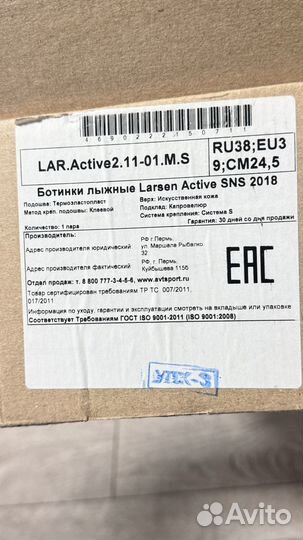 4690222150711
LAR.Active2.11-01.M.S
RU38;EU3
9;CM24,5
Ботинки лыжные Larsen Active SNS 2018
Подошва: Термоэластопласт
Верх: Искусственная кожа
Метод креп. подошвы: Клеевой
Подклад: Капровелюр
Система крепления: Система S
Количество: 1 пара
Гарантия: 30 дней со дня продажи
Производитель:
РФ г. Пермь,
Адрес производителя юридический
ул. Маршала Рыбалко
32
РФ, г. Пермь,
Адрес производителя фактический
Куйбышева 115б
Отдел продаж: т. 8 800 777-3-4-5-6, www.avtsport.ru
Товар сертифицирован требованиям ТР ТС 007/2011,
017/2011
EAC
Информация по уходу, гарантии и эксплуатации смотреть на вкладыше или упаковке
Соответствует Требованиям ГОСТ ISO 9001-2011 (ISO 9001:2008)
Avito